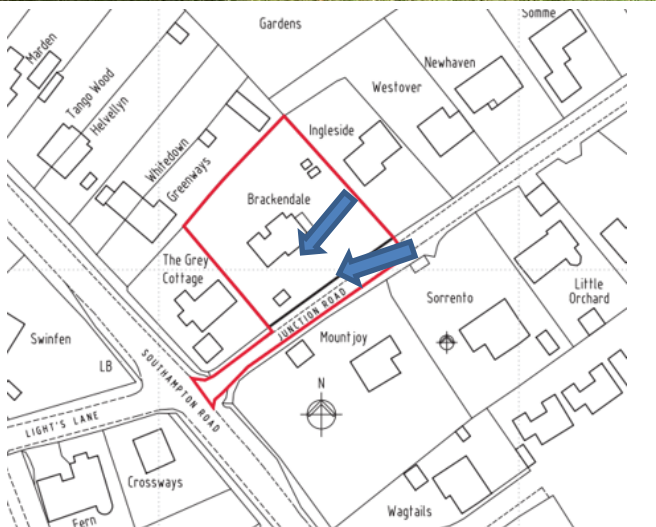 Somme
Gardens
Marden
Newhaven
Tango Wood
Westover
Helvellyn
Ingleside
Whitedown
Greenways
Brackendale
The Grey
Cottage
Little
Orchard
Sorrento
JUNCTION ROAD
Swinfen
Mountjoy
LB
SOUTHAMPTON ROAD
N
LIGHT'S LANE
Crossways
Fern
Wagtails